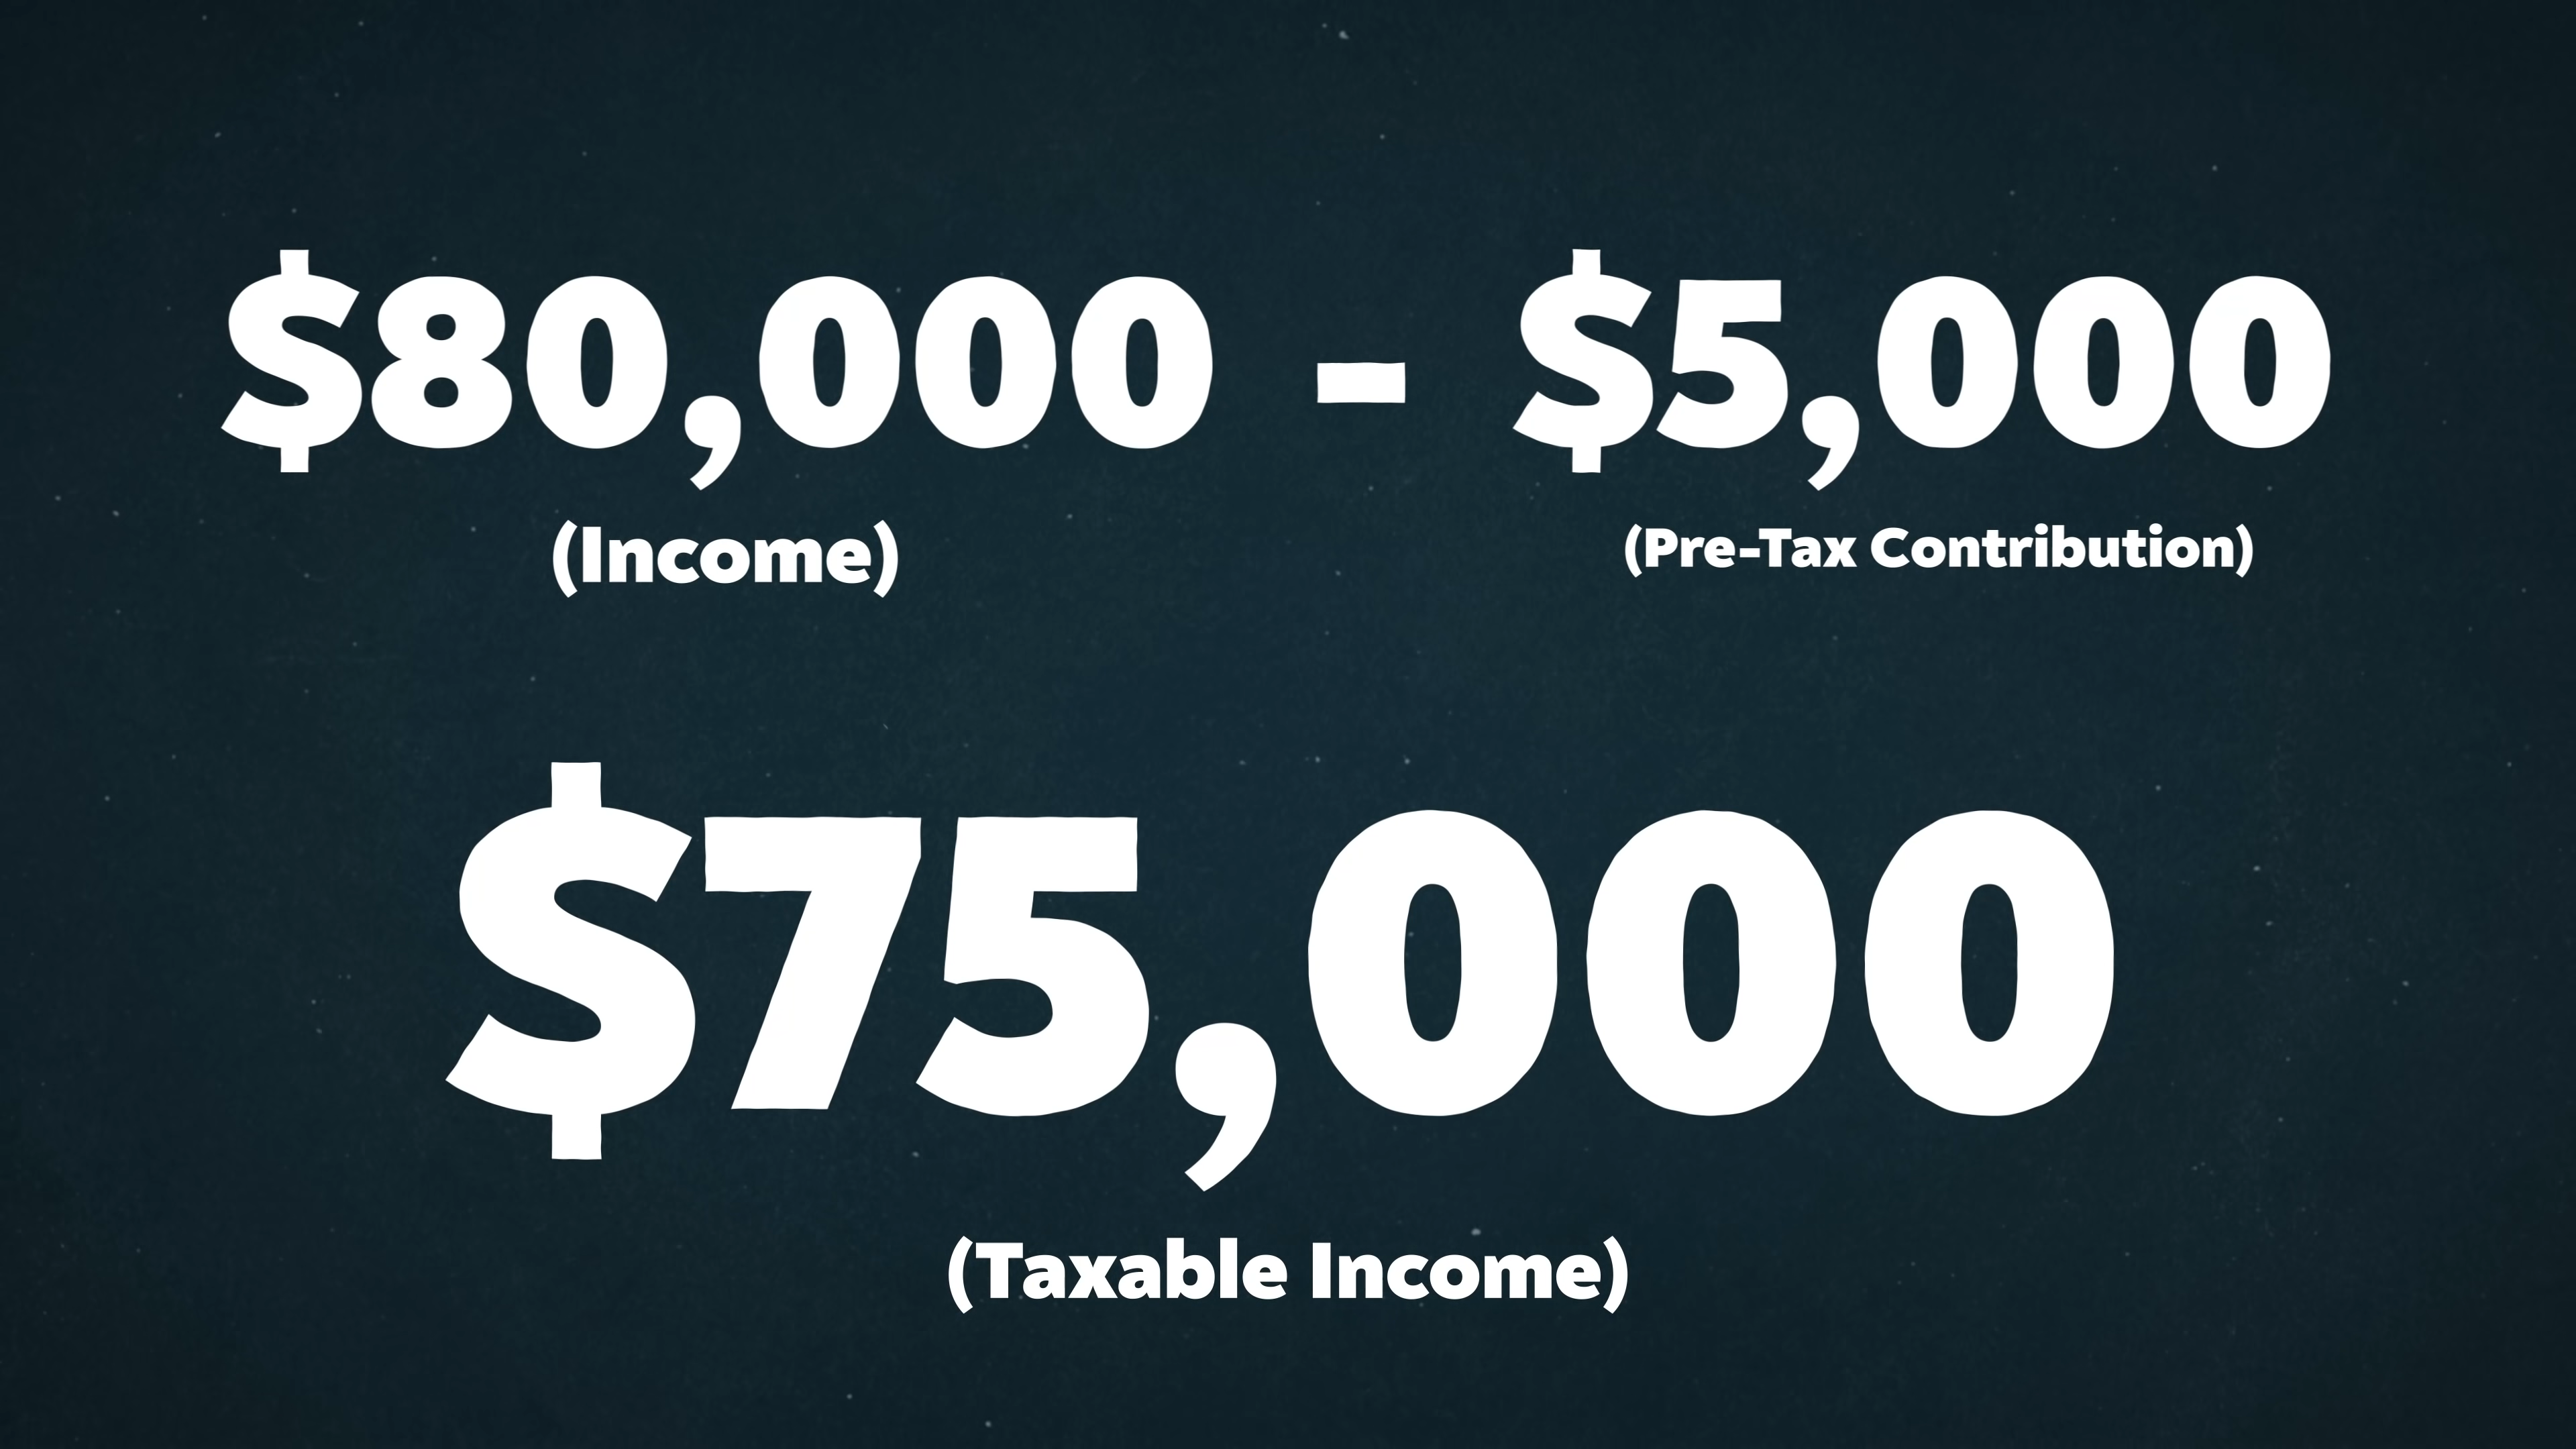 $80,000 - $5,000
(Income) (Pre-Tax Contribution)
$75,000
(Taxable Income)